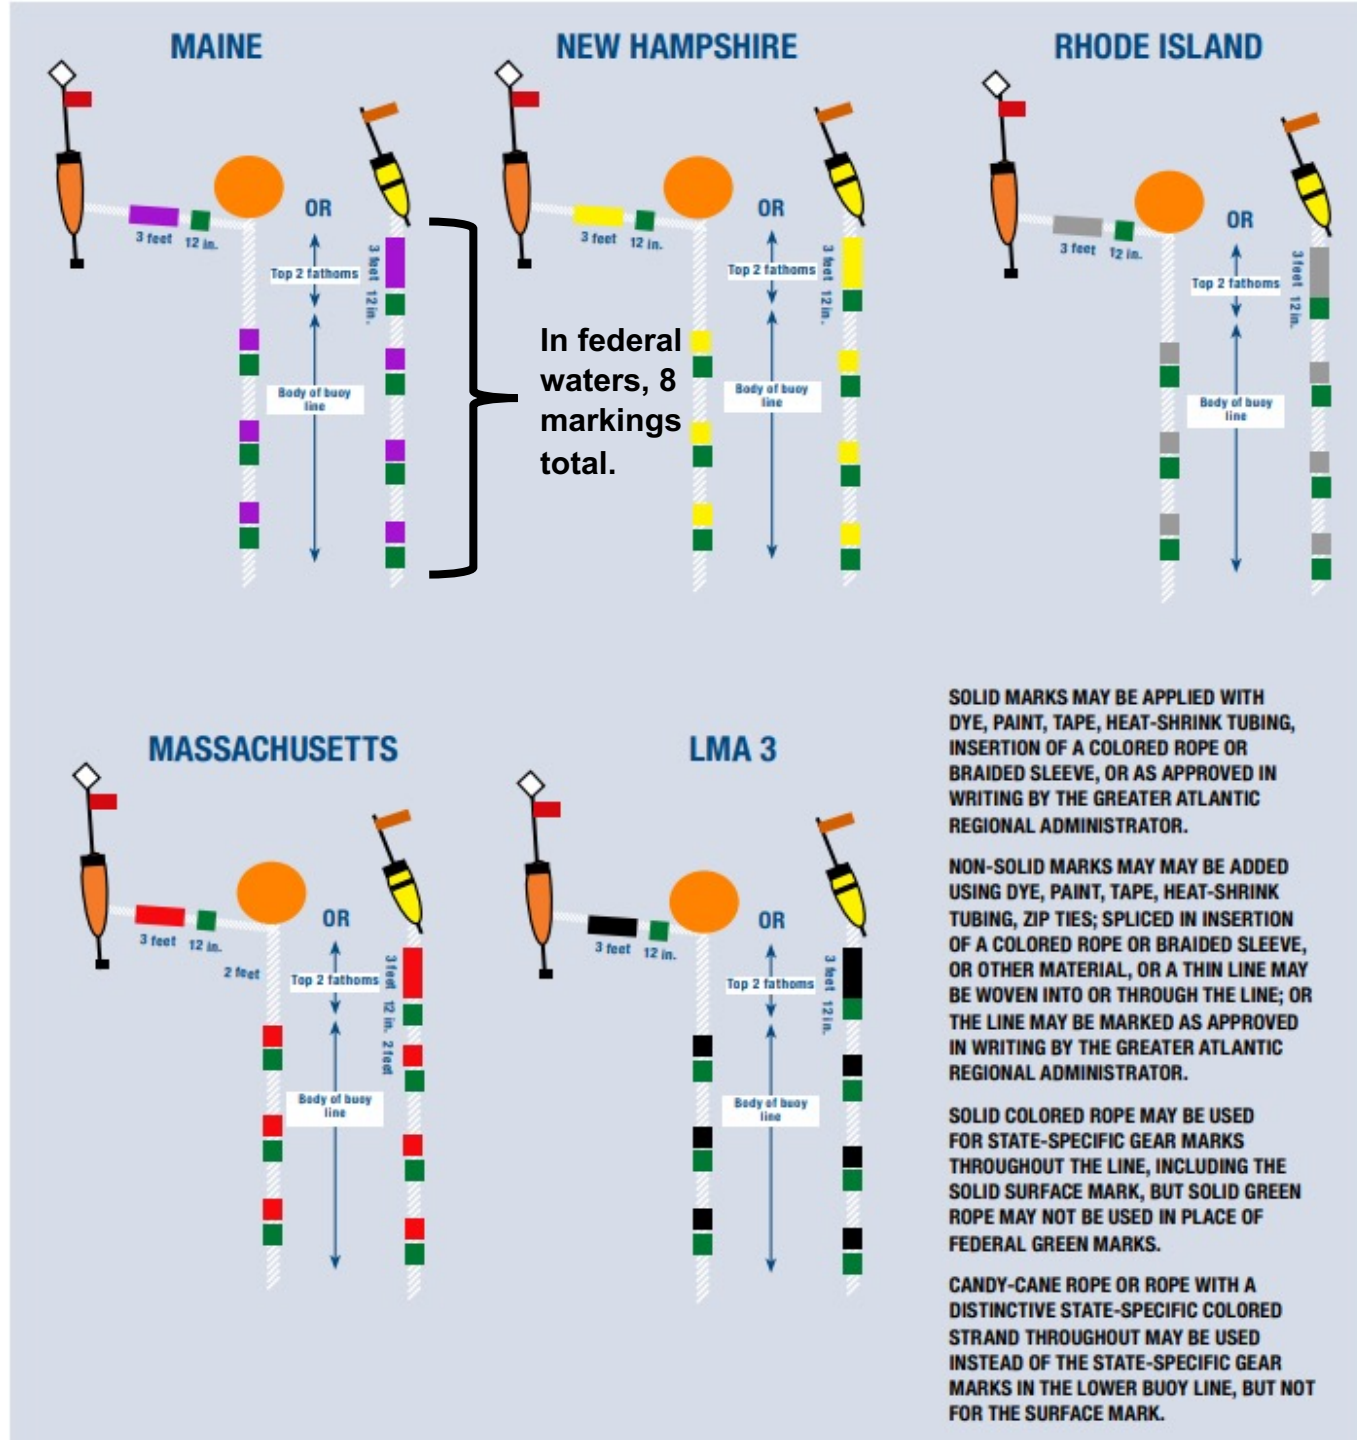 MAINE
3 feet 12 in.
OR
Top 2 fathoms
3 feet 12 in.
Body of buoy
line
In federal
waters, 8
markings
total.
NEW HAMPSHIRE
3 feet 12 in.
OR
Top 2 fathoms
3 feet 12 in.
Body of buoy
line
RHODE ISLAND
3 feet 12 in.
OR
Top 2 fathoms
3 feet 12 in.
Body of buoy
line
MASSACHUSETTS
3 feet 12 in.
2 feet
OR
Top 2 fathoms
3 feet 12 in. 2 feet
Body of buoy
line
LMA 3
3 feet 12 in.
OR
Top 2 fathoms
3 feet 12 in.
Body of buoy
line
SOLID MARKS MAY BE APPLIED WITH
DYE, PAINT, TAPE, HEAT-SHRINK TUBING,
INSERTION OF A COLORED ROPE OR
BRAIDED SLEEVE, OR AS APPROVED IN
WRITING BY THE GREATER ATLANTIC
REGIONAL ADMINISTRATOR.
NON-SOLID MARKS MAY MAY BE ADDED
USING DYE, PAINT, TAPE, HEAT-SHRINK
TUBING, ZIP TIES; SPLICED IN INSERTION
OF A COLORED ROPE OR BRAIDED SLEEVE,
OR OTHER MATERIAL, OR A THIN LINE MAY
BE WOVEN INTO OR THROUGH THE LINE; OR
THE LINE MAY BE MARKED AS APPROVED
IN WRITING BY THE GREATER ATLANTIC
REGIONAL ADMINISTRATOR.
SOLID COLORED ROPE MAY BE USED
FOR STATE-SPECIFIC GEAR MARKS
THROUGHOUT THE LINE, INCLUDING THE
SOLID SURFACE MARK, BUT SOLID GREEN
ROPE MAY NOT BE USED IN PLACE OF
FEDERAL GREEN MARKS.
CANDY-CANE ROPE OR ROPE WITH A
DISTINCTIVE STATE-SPECIFIC COLORED
STRAND THROUGHOUT MAY BE USED
INSTEAD OF THE STATE-SPECIFIC GEAR
MARKS IN THE LOWER BUOY LINE, BUT NOT
FOR THE SURFACE MARK.